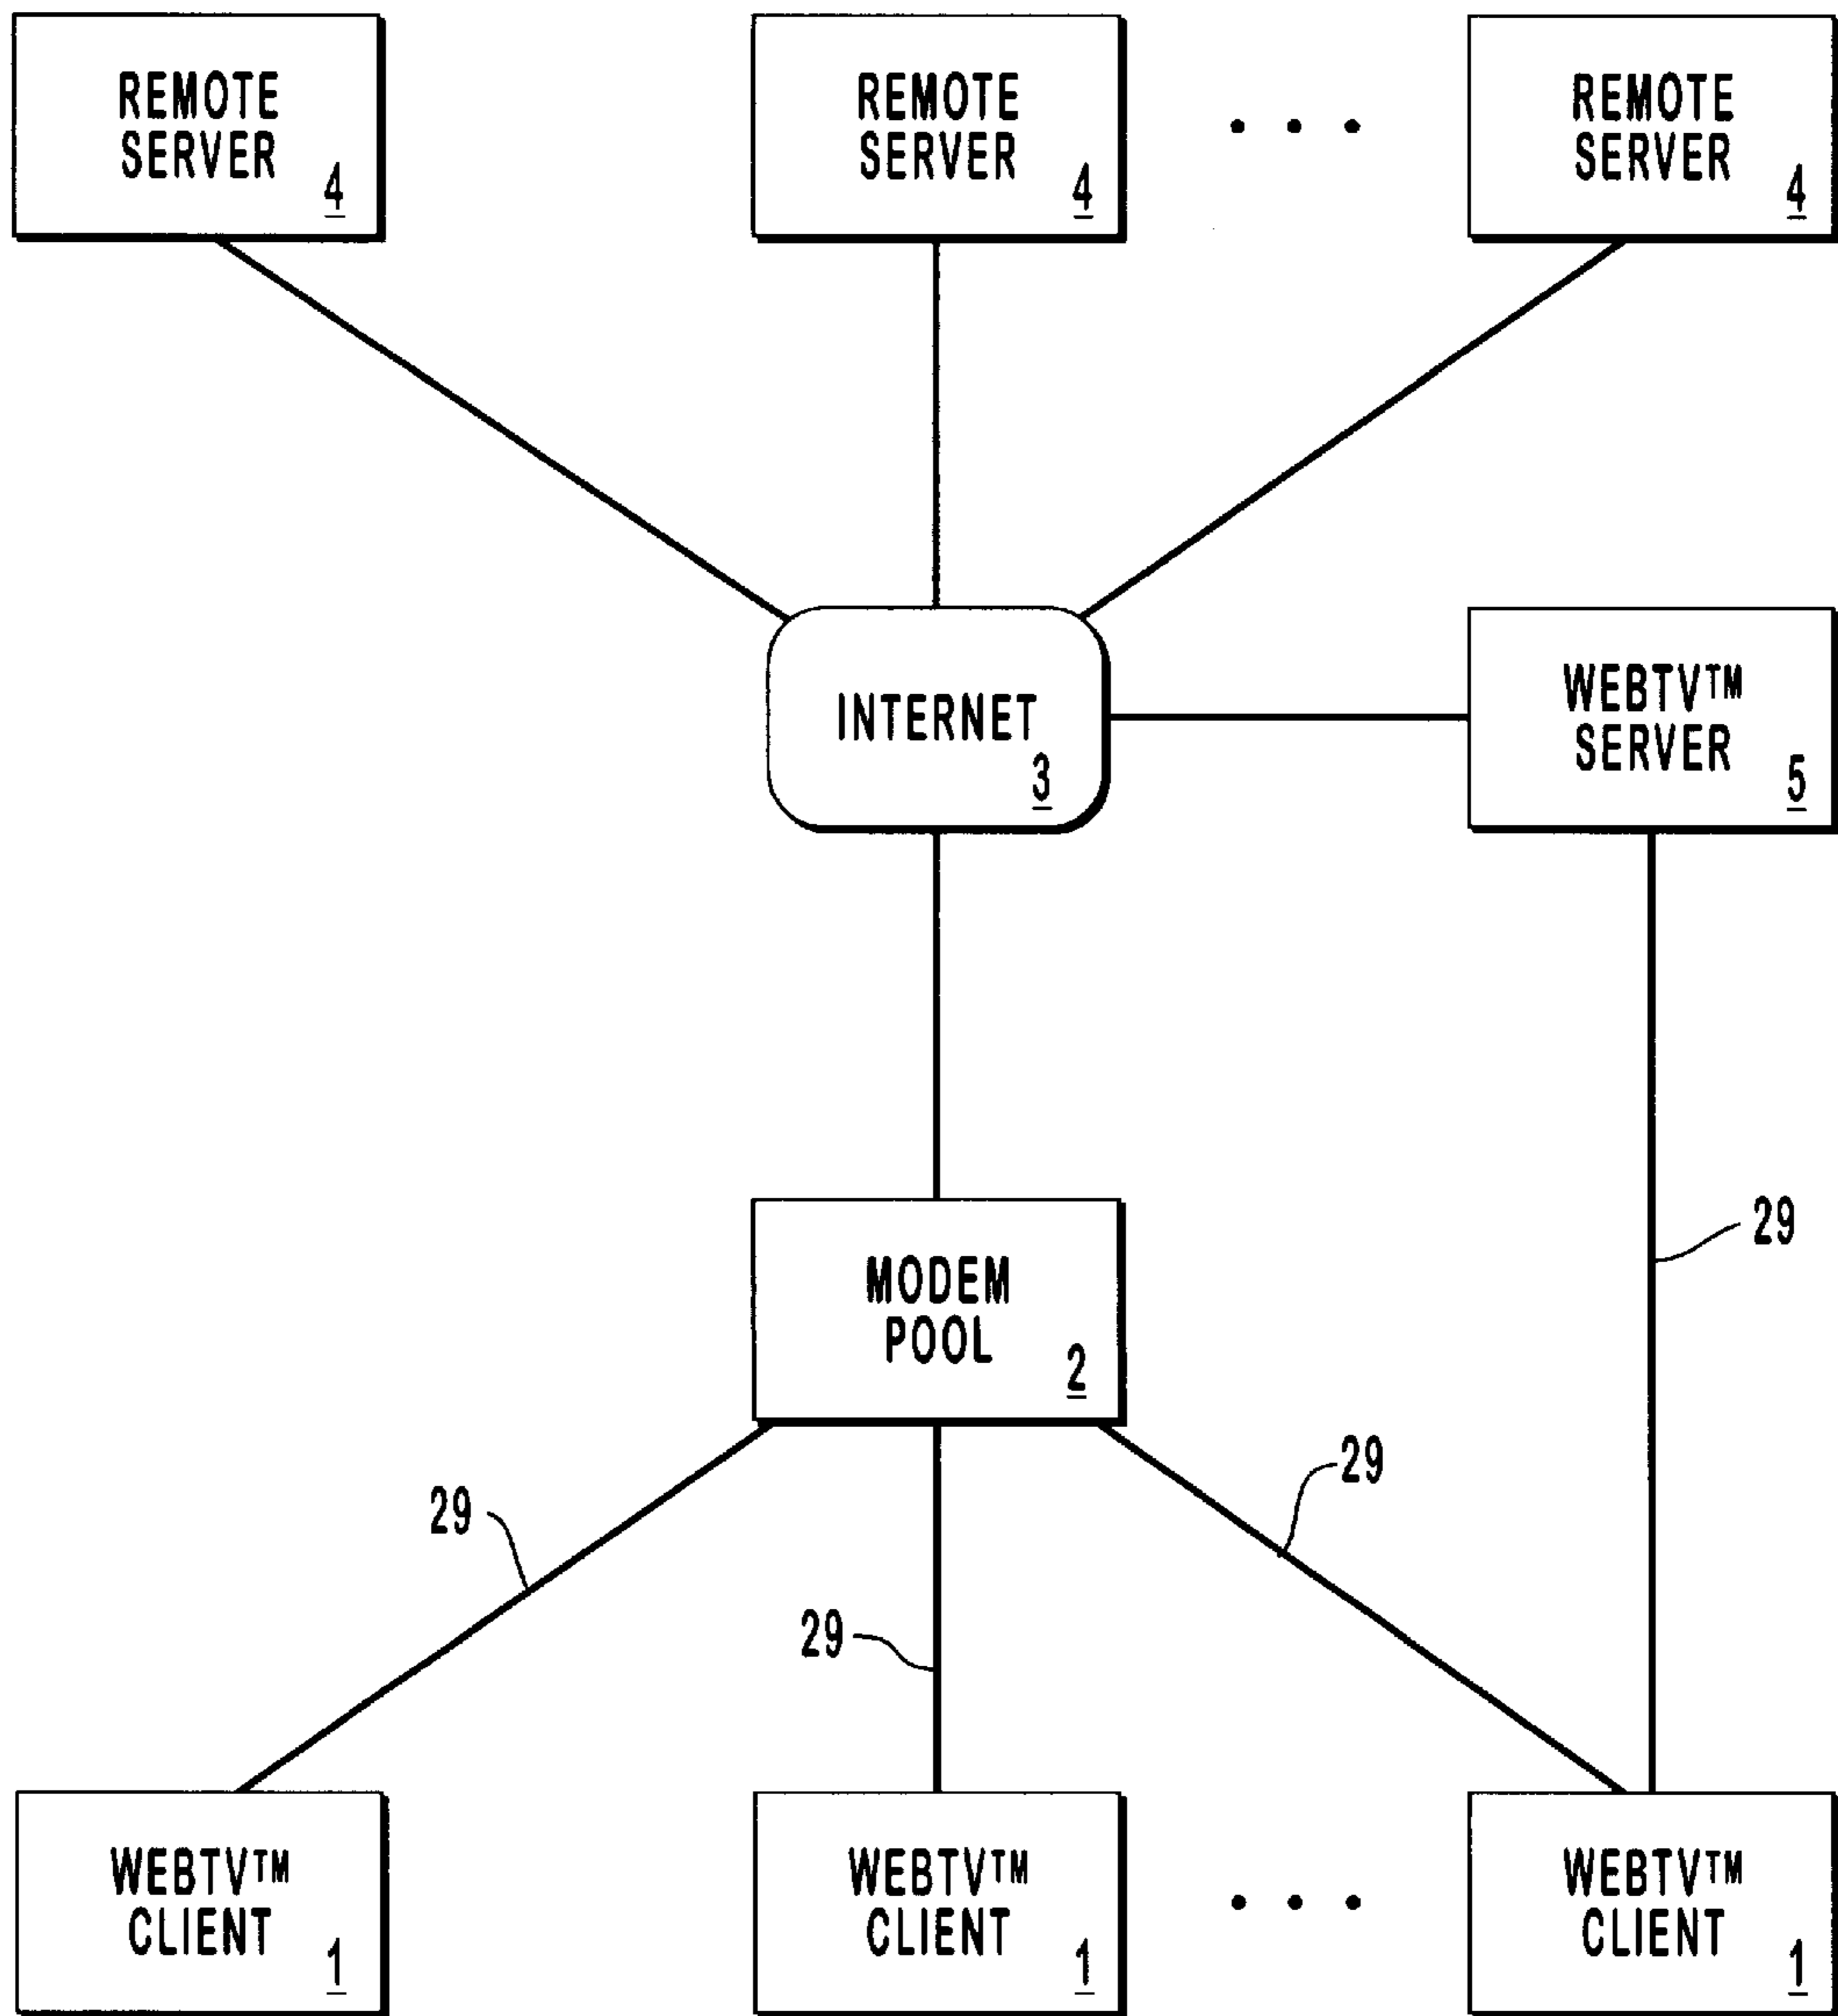 REMOTE
SERVER
4
REMOTE
SERVER
4
• • •
REMOTE
SERVER
4
INTERNET
3
WEBTV™
SERVER
5
MODEM
POOL
2
29
29
29
29
WEBTV™
CLIENT
1
WEBTV™
CLIENT
1
• • •
WEBTV™
CLIENT
1